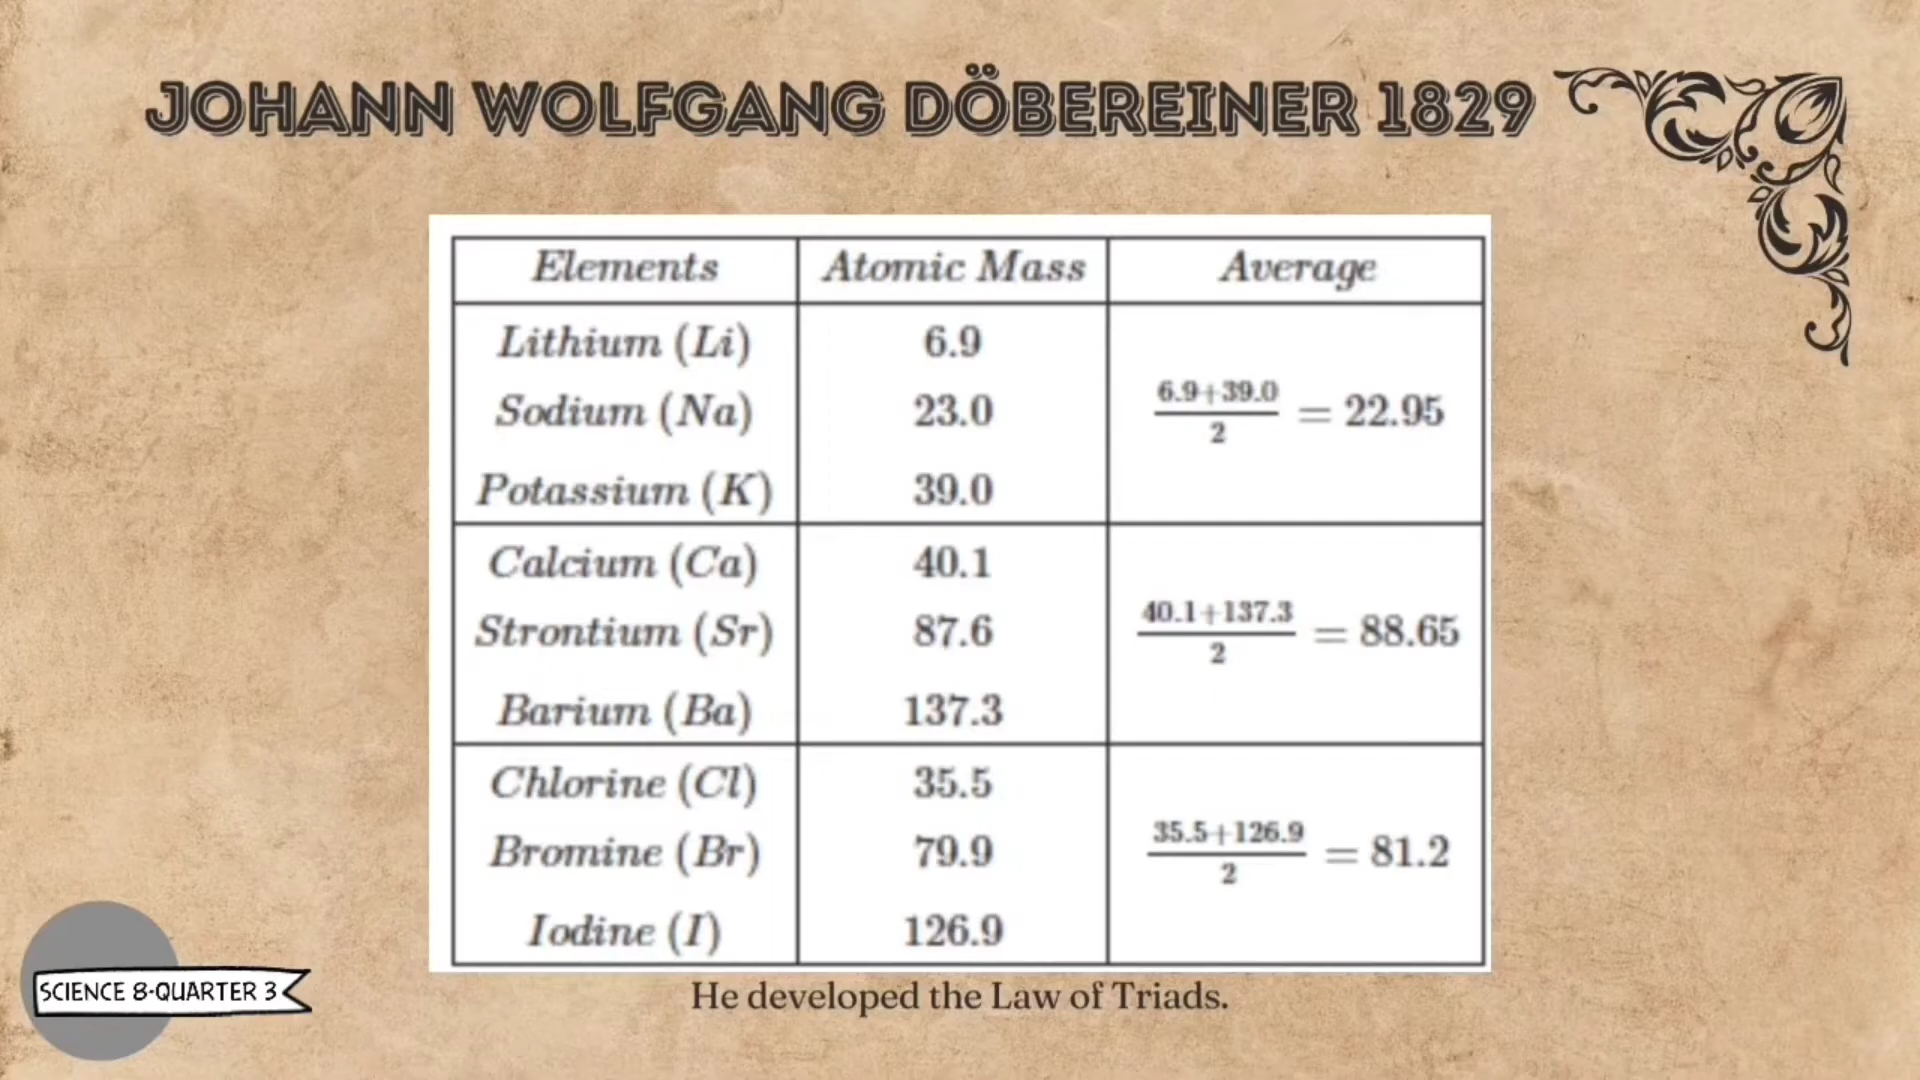 JOHANN WOLFGANG DÖBEREINER 1829
Elements Atomic Mass Average
Lithium (Li) 6.9
Sodium (Na) 23.0 6.9+39.0 / 2 = 22.95
Potassium (K) 39.0
Calcium (Ca) 40.1
Strontium (Sr) 87.6 40.1+137.3 / 2 = 88.65
Barium (Ba) 137.3
Chlorine (Cl) 35.5
Bromine (Br) 79.9 35.5+126.9 / 2 = 81.2
Iodine (I) 126.9
He developed the Law of Triads.
SCIENCE 8-QUARTER 3